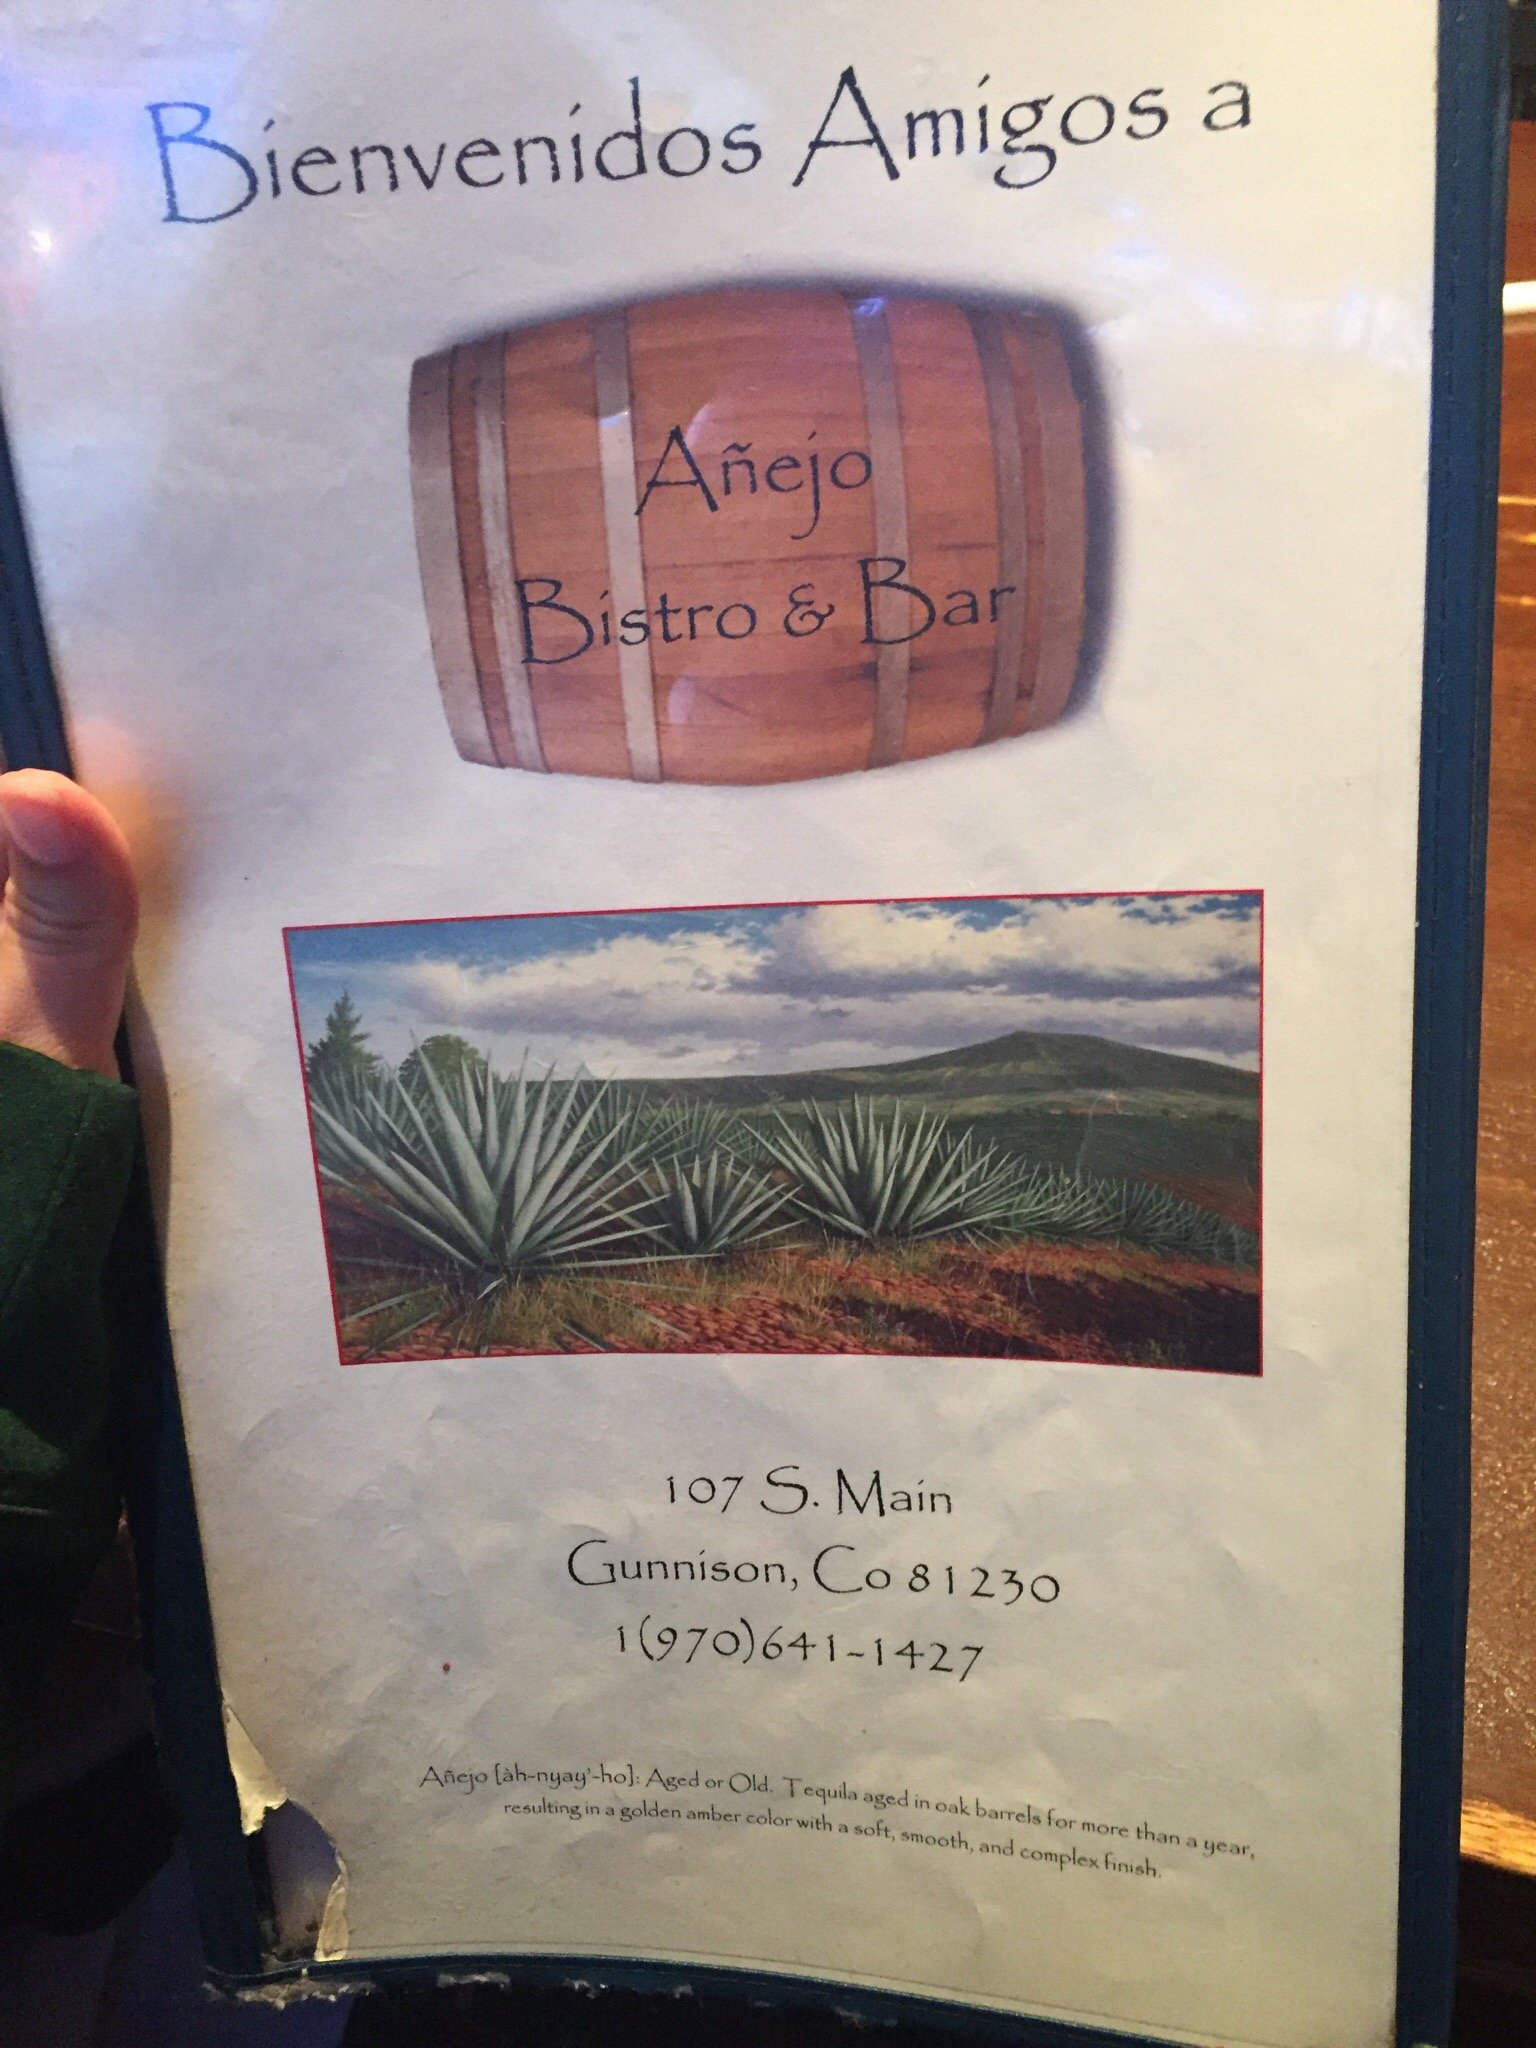 Bienvenidos Amigos a
Añejo
Bistro & Bar
107 S. Main
Gunnison, Co 81230
1(970)641-1427
Añejo [àh-nyay'-ho]: Aged or Old. Tequila aged in oak barrels for more than a year,
resulting in a golden amber color with a soft, smooth, and complex finish.